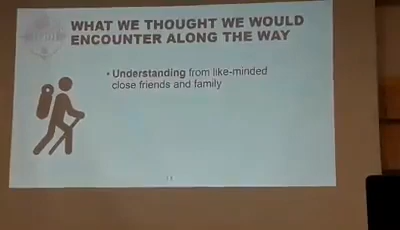 WHAT WE THOUGHT WE WOULD
ENCOUNTER ALONG THE WAY
• Understanding from like-minded
close friends and family